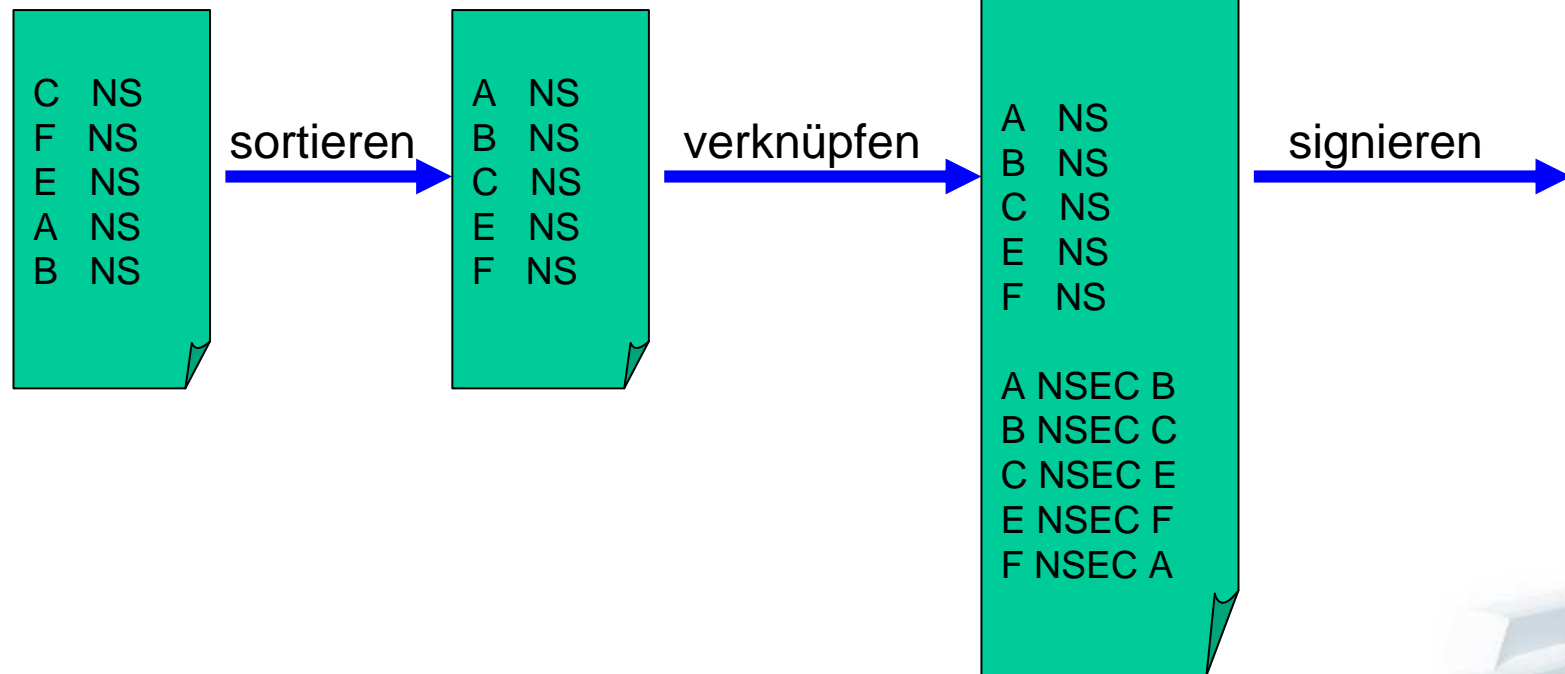 C NS
F NS
E NS
A NS
B NS
sortieren
A NS
B NS
C NS
E NS
F NS
verknüpfen
A NS
B NS
C NS
E NS
F NS
A NSEC B
B NSEC C
C NSEC E
E NSEC F
F NSEC A
signieren